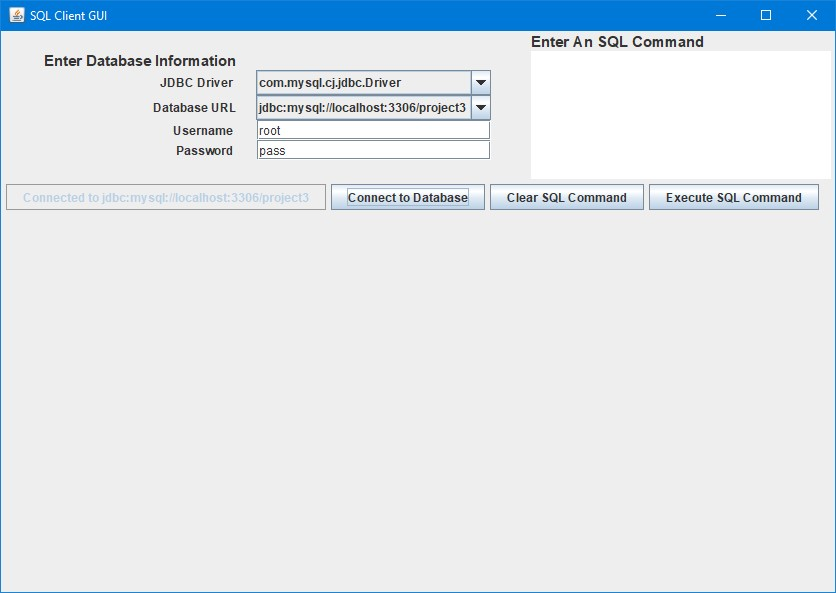 SQL Client GUI
Enter Database Information
JDBC Driver com.mysql.cj.jdbc.Driver
Database URL jdbc:mysql://localhost:3306/project3
Username root
Password pass
Enter An SQL Command
Connected to jdbc:mysql://localhost:3306/project3 Connect to Database Clear SQL Command Execute SQL Command